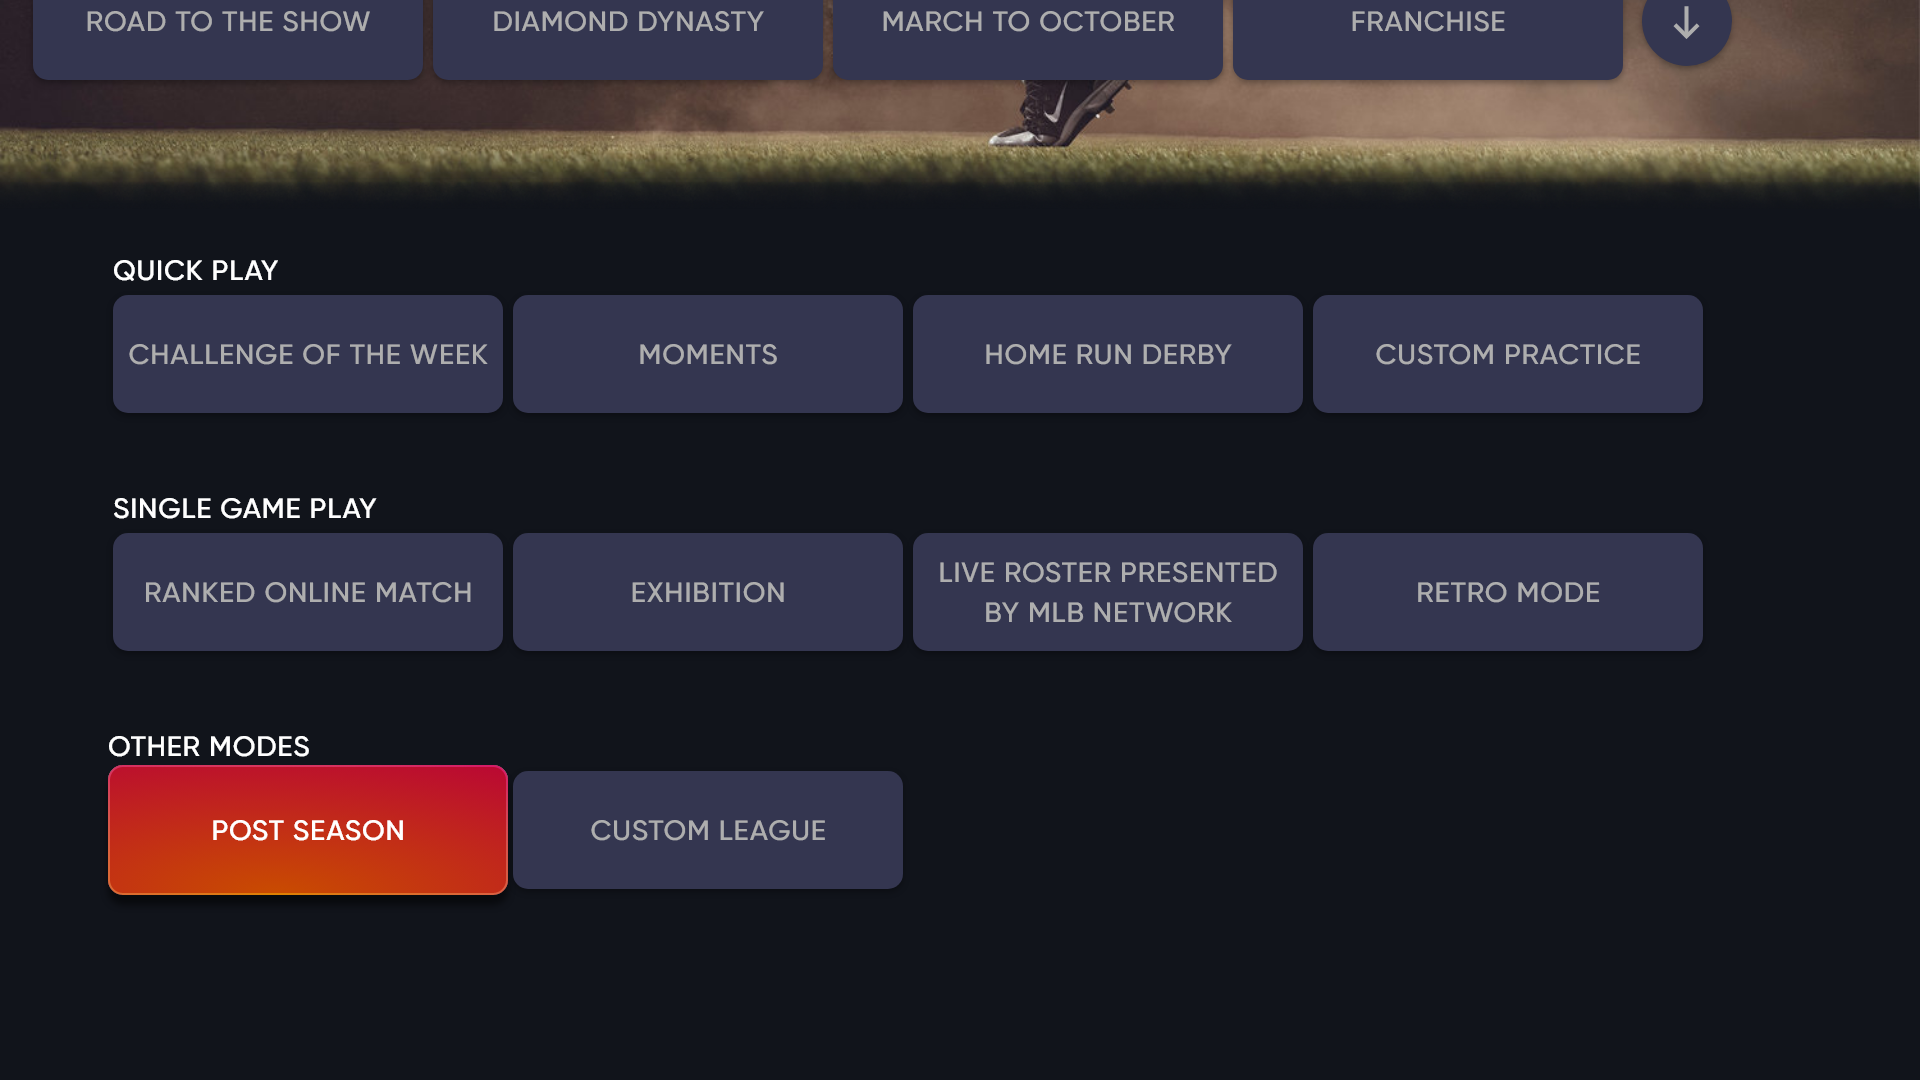 ROAD TO THE SHOW
DIAMOND DYNASTY
MARCH TO OCTOBER
FRANCHISE
QUICK PLAY
CHALLENGE OF THE WEEK
MOMENTS
HOME RUN DERBY
CUSTOM PRACTICE
SINGLE GAME PLAY
RANKED ONLINE MATCH
EXHIBITION
LIVE ROSTER PRESENTED
BY MLB NETWORK
RETRO MODE
OTHER MODES
POST SEASON
CUSTOM LEAGUE